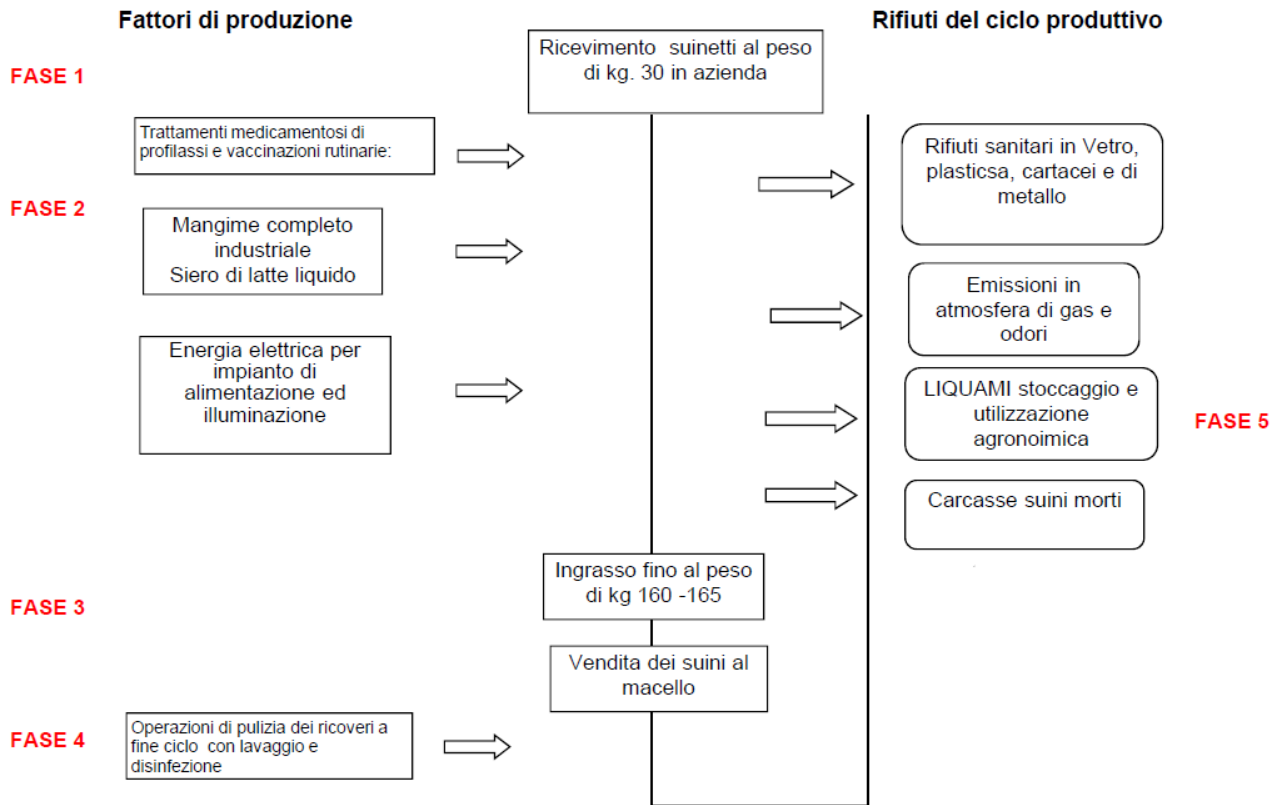 Fattori di produzione
Rifiuti del ciclo produttivo
FASE 1
Ricevimento suinetti al peso
di kg. 30 in azienda
Trattamenti medicamentosi di
profilassi e vaccinazioni rutinarie:
Rifiuti sanitari in Vetro,
plasticsa, cartacei e di
metallo
FASE 2
Mangime completo
industriale
Siero di latte liquido
Emissioni in
atmosfera di gas e
odori
Energia elettrica per
impianto di
alimentazione ed
illuminazione
LIQUAMI stoccaggio e
utilizzazione
agronoimica
FASE 5
Carcasse suini morti
FASE 3
Ingrasso fino al peso
di kg 160 -165
Vendita dei suini al
macello
FASE 4
Operazioni di pulizia dei ricoveri a
fine ciclo con lavaggio e
disinfezione